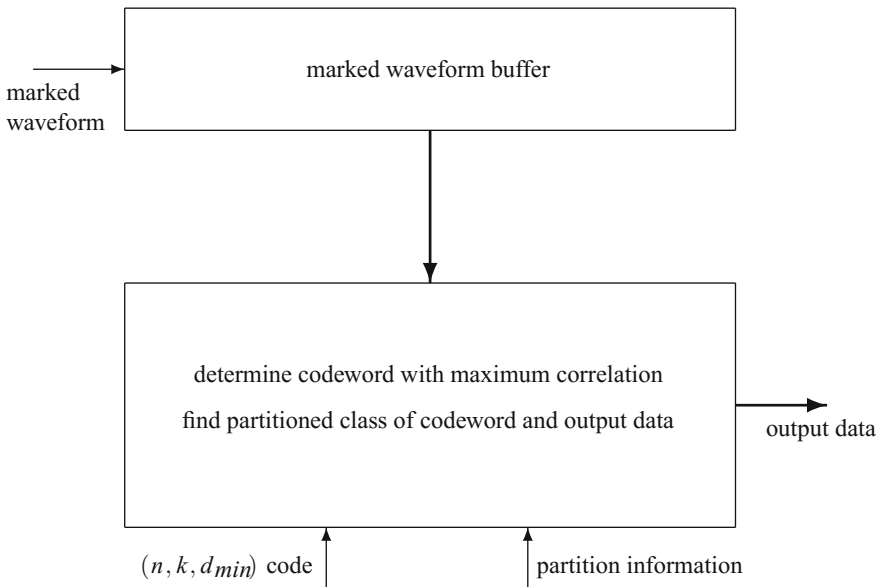 marked waveform buffer
marked
waveform
determine codeword with maximum correlation
find partitioned class of codeword and output data
output data
(n, k, dmin) code
partition information